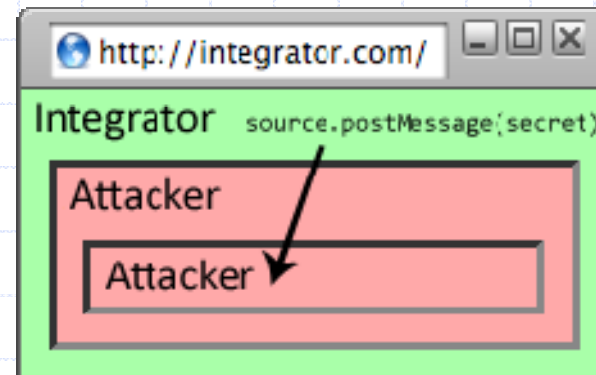 http://integrator.com/
Integrator source.postMessage(secret)
Attacker
Attacker